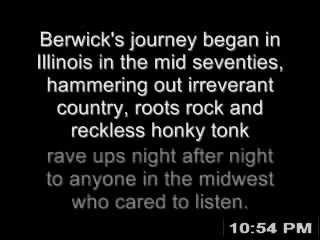 Berwick's journey began in
Illinois in the mid seventies,
hammering out irreverant
country, roots rock and
reckless honky tonk
rave ups night after night
to anyone in the midwest
who cared to listen.
10:54 PM